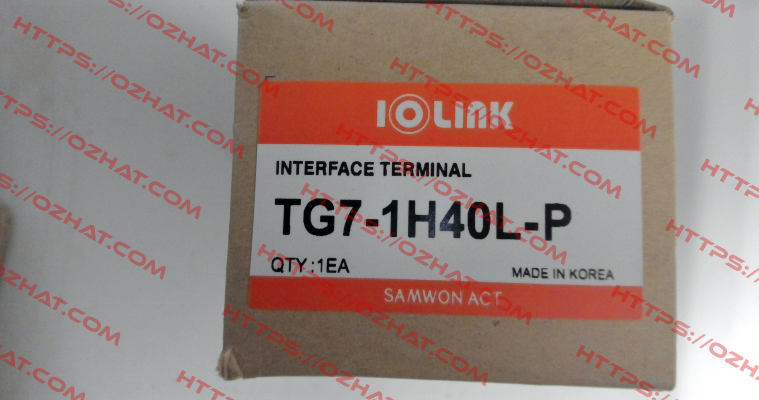 IOLINK
INTERFACE TERMINAL
TG7-1H40L-P
QTY :1EA
MADE IN KOREA
SAMWON ACT
HTTPS://OZHAT.COM